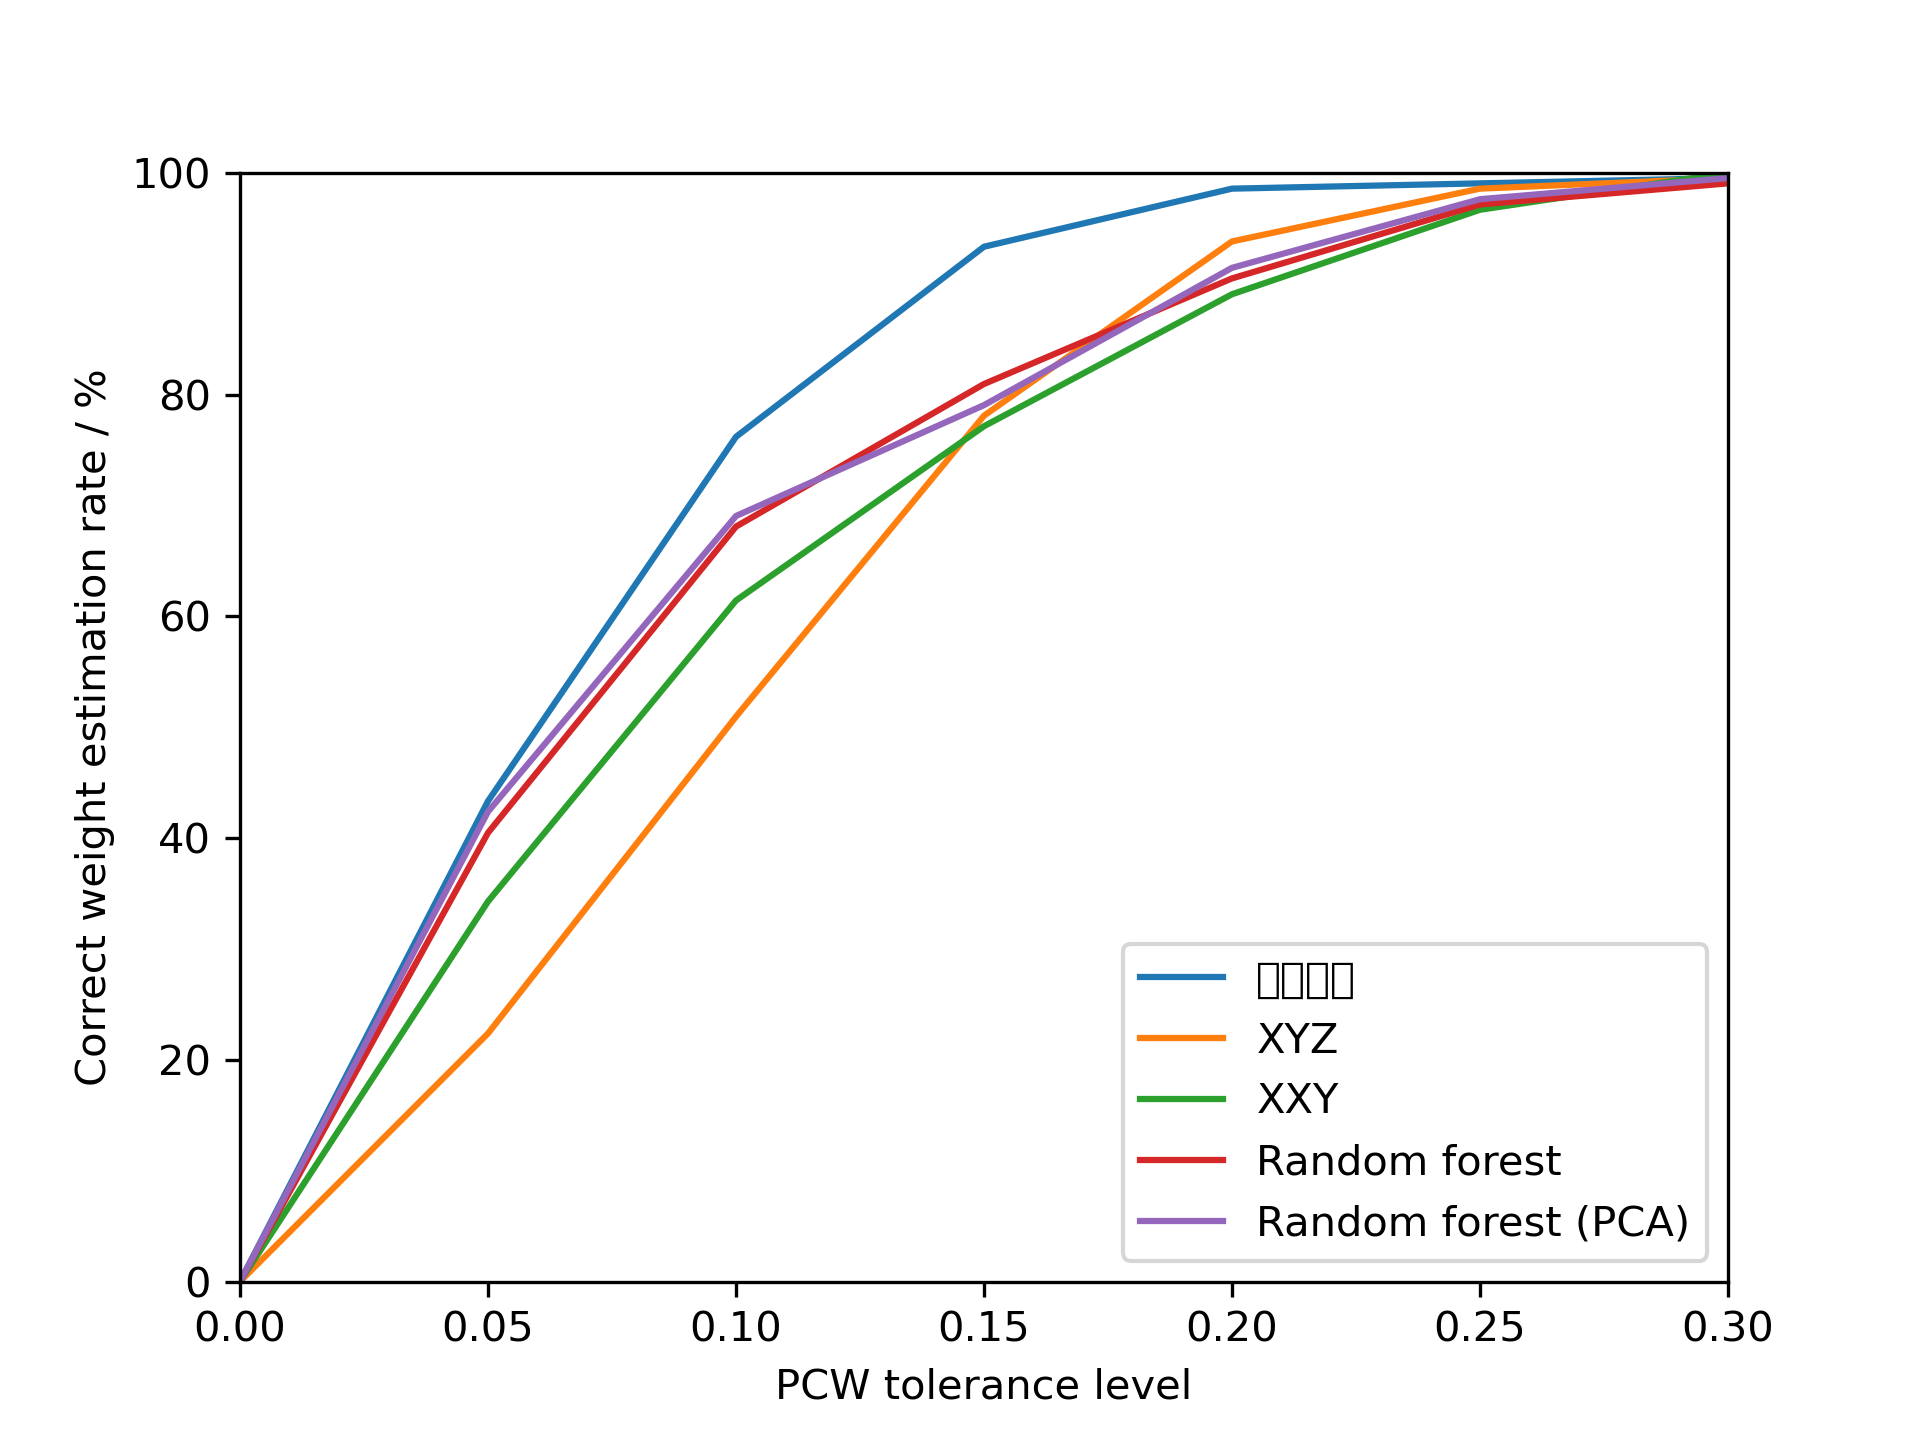 Correct weight estimation rate / %
100
80
60
40
20
0
0.00 0.05 0.10 0.15 0.20 0.25 0.30
PCW tolerance level
XYZ
XXY
Random forest
Random forest (PCA)